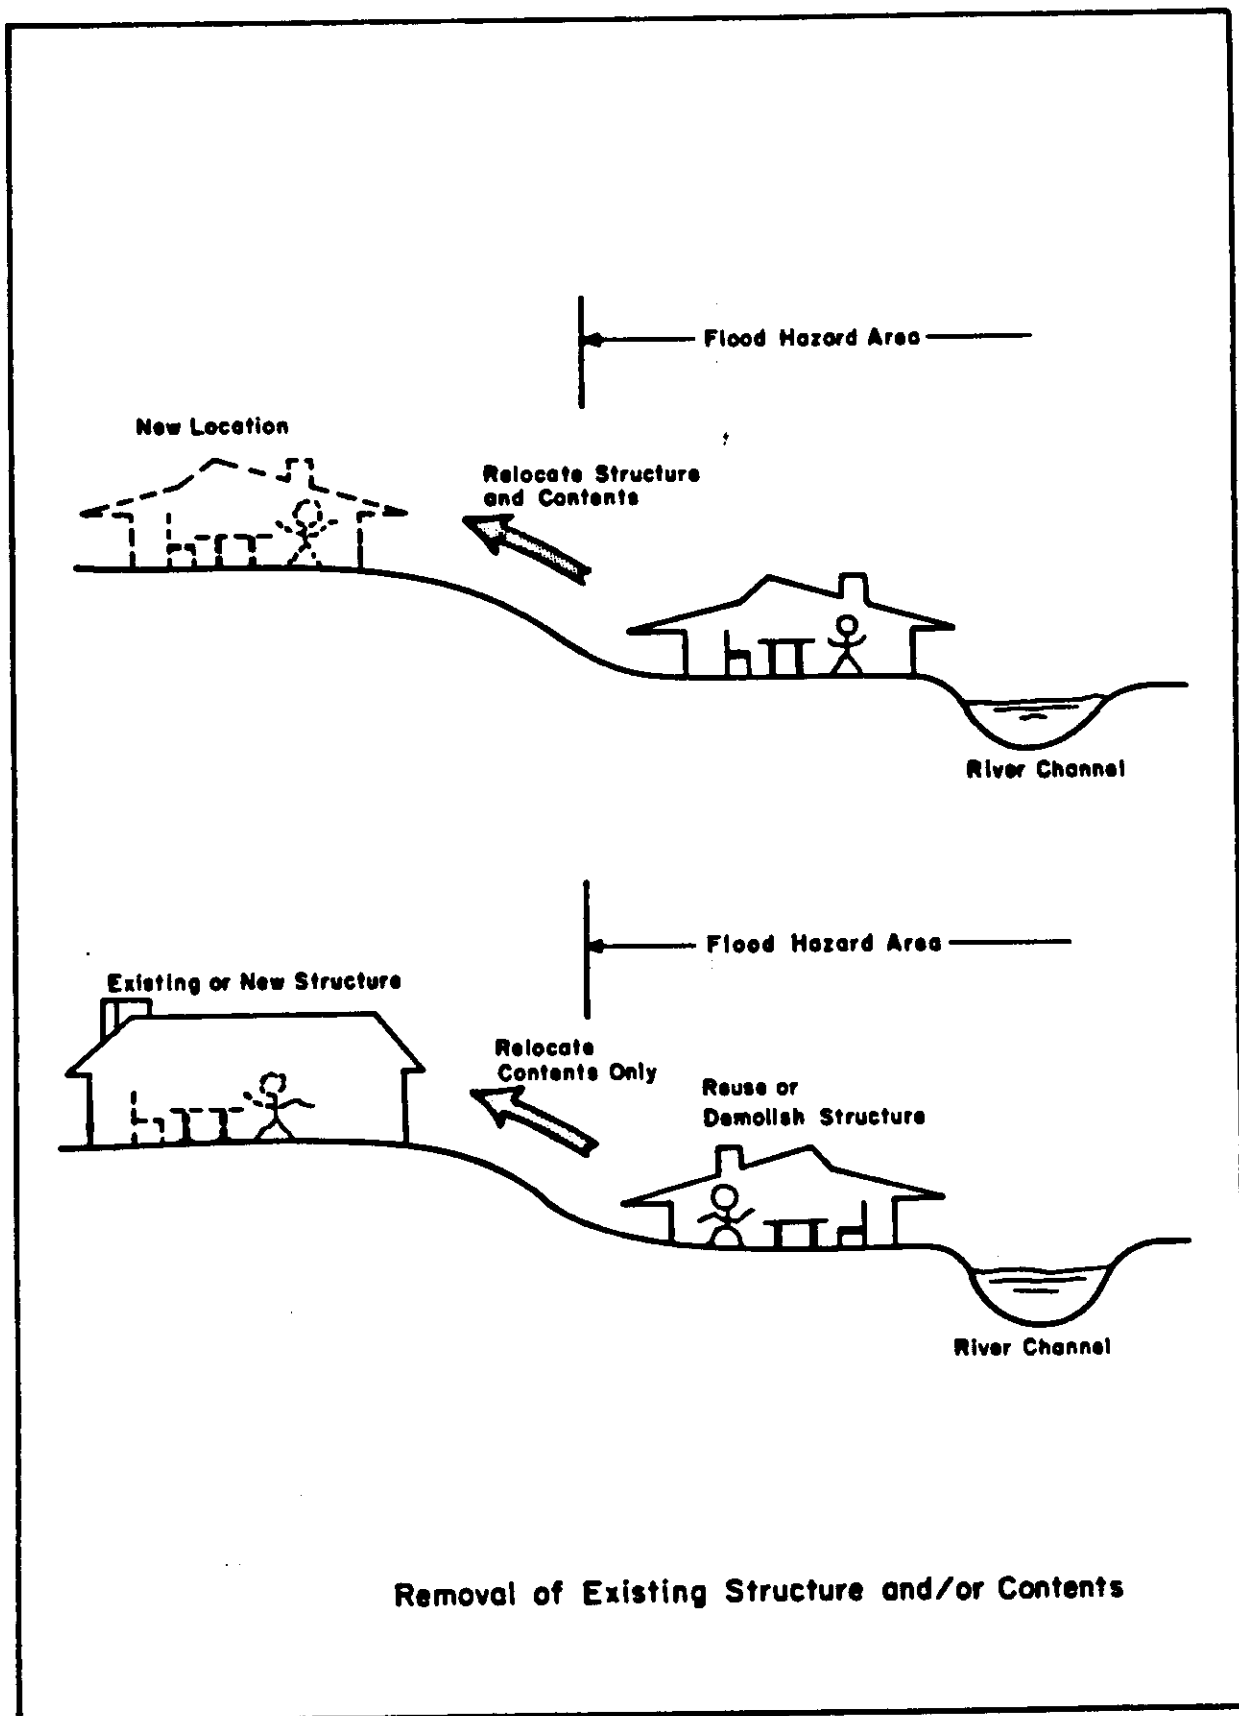 Flood Hazard Area
New Location
Relocate Structure
and Contents
River Channel
Flood Hazard Area
Existing or New Structure
Relocate
Contents Only
Reuse or
Demolish Structure
River Channel
Removal of Existing Structure and/or Contents